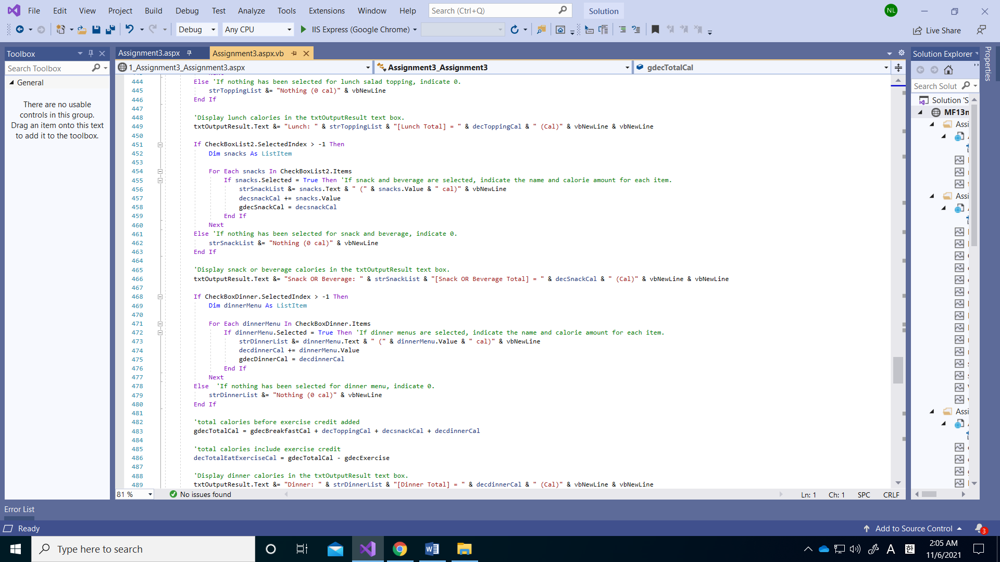 File Edit View Project Build Debug Test Analyze Tools Extensions Window Help Search (Ctrl+Q) Solution NL
Debug Any CPU IIS Express (Google Chrome) Live Share
Toolbox
Search Toolbox
General
There are no usable
controls in this group.
Drag an item onto this text
to add it to the toolbox.
Assignment3.aspx Assignment3.aspx.vb
1_Assignment3_Assignment3.aspx Assignment3_Assignment3 gdecTotalCal
444 Else 'If nothing has been selected for lunch salad topping, indicate 0.
445 strToppingList &= "Nothing (0 cal)" & vbNewLine
446 End If
447
448 'Display lunch calories in the txtOutputResult text box.
449 txtOutputResult.Text &= "Lunch: " & strToppingList & "[Lunch Total] = " & decToppingCal & " (Cal)" & vbNewLine & vbNewLine
450
451 If CheckBoxList2.SelectedIndex > -1 Then
452 Dim snacks As ListItem
453
454 For Each snacks In CheckBoxList2.Items
455 If snacks.Selected = True Then 'If snack and beverage are selected, indicate the name and calorie amount for each item.
456 strSnackList &= snacks.Text & " (" & snacks.Value & " cal)" & vbNewLine
457 decsnackCal += snacks.Value
458 gdecSnackCal = decsnackCal
459 End If
460 Next
461 Else 'If nothing has been selected for snack and beverage, indicate 0.
462 strSnackList &= "Nothing (0 cal)" & vbNewLine
463 End If
464
465 'Display snack or beverage calories in the txtOutputResult text box.
466 txtOutputResult.Text &= "Snack OR Beverage: " & strSnackList & "[Snack OR Beverage Total] = " & decSnackCal & " (Cal)" & vbNewLine & vbNewLine
467
468 If CheckBoxDinner.SelectedIndex > -1 Then
469 Dim dinnerMenu As ListItem
470
471 For Each dinnerMenu In CheckBoxDinner.Items
472 If dinnerMenu.Selected = True Then 'If dinner menus are selected, indicate the name and calorie amount for each item.
473 strDinnerList &= dinnerMenu.Text & " (" & dinnerMenu.Value & " cal)" & vbNewLine
474 decdinnerCal += dinnerMenu.Value
475 gdecDinnerCal = decdinnerCal
476 End If
477 Next
478 Else 'If nothing has been selected for dinner menu, indicate 0.
479 strDinnerList &= "Nothing (0 cal)" & vbNewLine
480 End If
481
482 'total calories before exercise credit added
483 gdecTotalCal = gdecBreakfastCal + decToppingCal + decsnackCal + decdinnerCal
484
485 'total calories include exercise credit
486 decTotalEatExerciseCal = gdecTotalCal - gdecExercise
487
488 'Display dinner calories in the txtOutputResult text box.
489 txtOutputResult.Text &= "Dinner: " & strDinnerList & "[Dinner Total] = " & decdinnerCal & " (Cal)" & vbNewLine & vbNewLine
81 % No issues found Ln: 1 Ch: 1 SPC CRLF
Solution Explorer
Search Solut
Solution 'S
MF13
Assi
Assi
Assi
Properties
Error List
Ready Add to Source Control 3
Type here to search
A 한 2:05 AM
11/6/2021